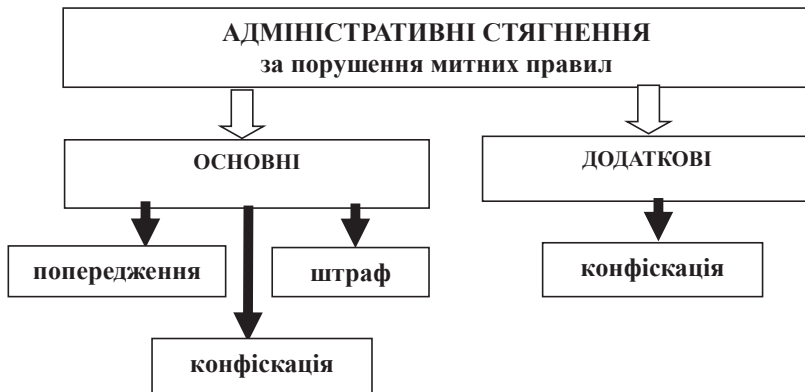 АДМІНІСТРАТИВНІ СТЯГНЕННЯ
за порушення митних правил
ОСНОВНІ
ДОДАТКОВІ
попередження
штраф
конфіскація
конфіскація